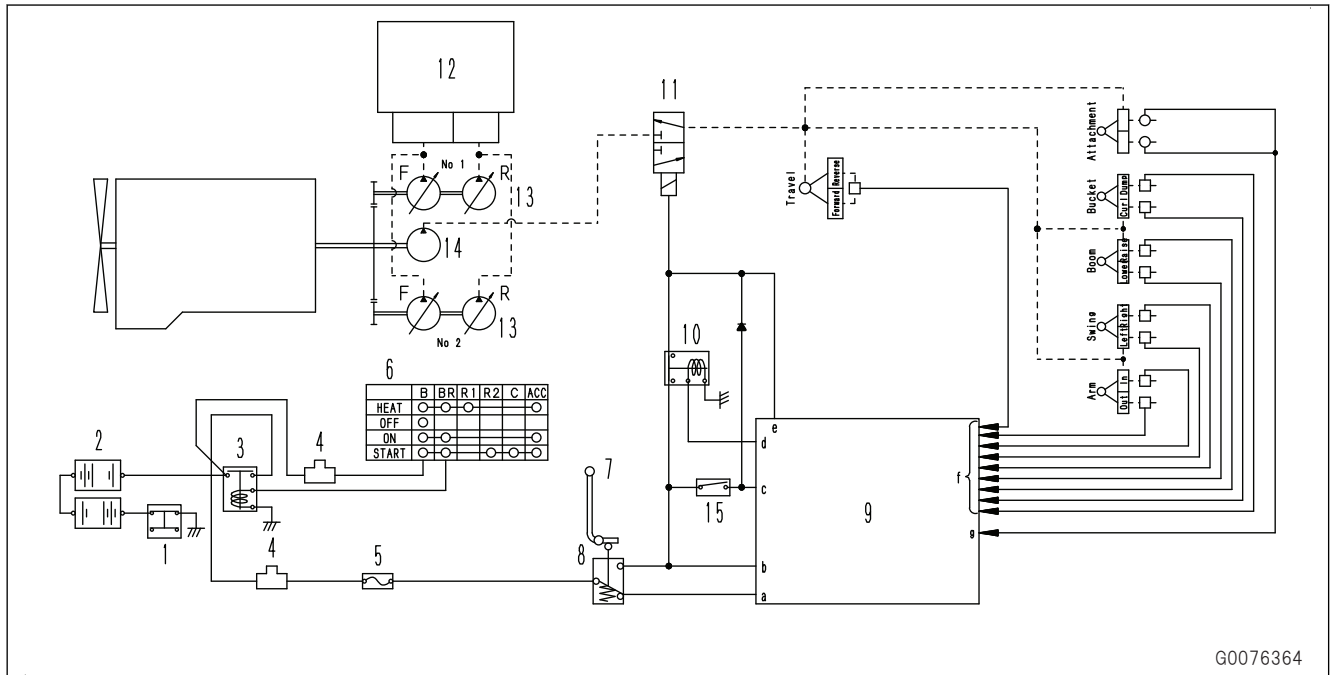 12
11
F
No 1
R
13
14
F
R
13
No 2
Travel
Forward
Reverse
Attachment
Bucket
Curl
Dump
Boom
Lower
Raise
Swing
Left
Right
Arm
Out
In
10
6
B BR R1 R2 C ACC
HEAT
OFF
ON
START
2
3
4
1
4
5
7
8
15
e
d
c
b
a
9
f
g
G0076364